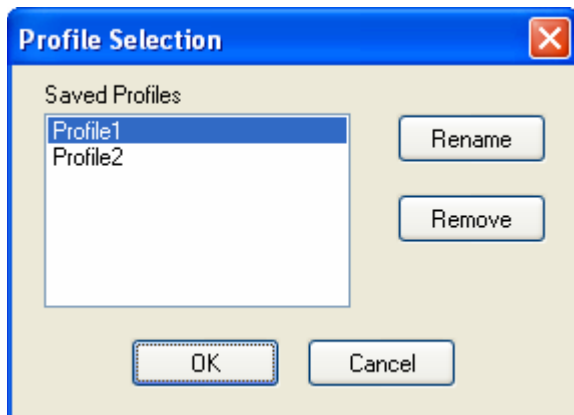 Profile Selection
Saved Profiles
Profile1
Profile2
Rename
Remove
OK
Cancel